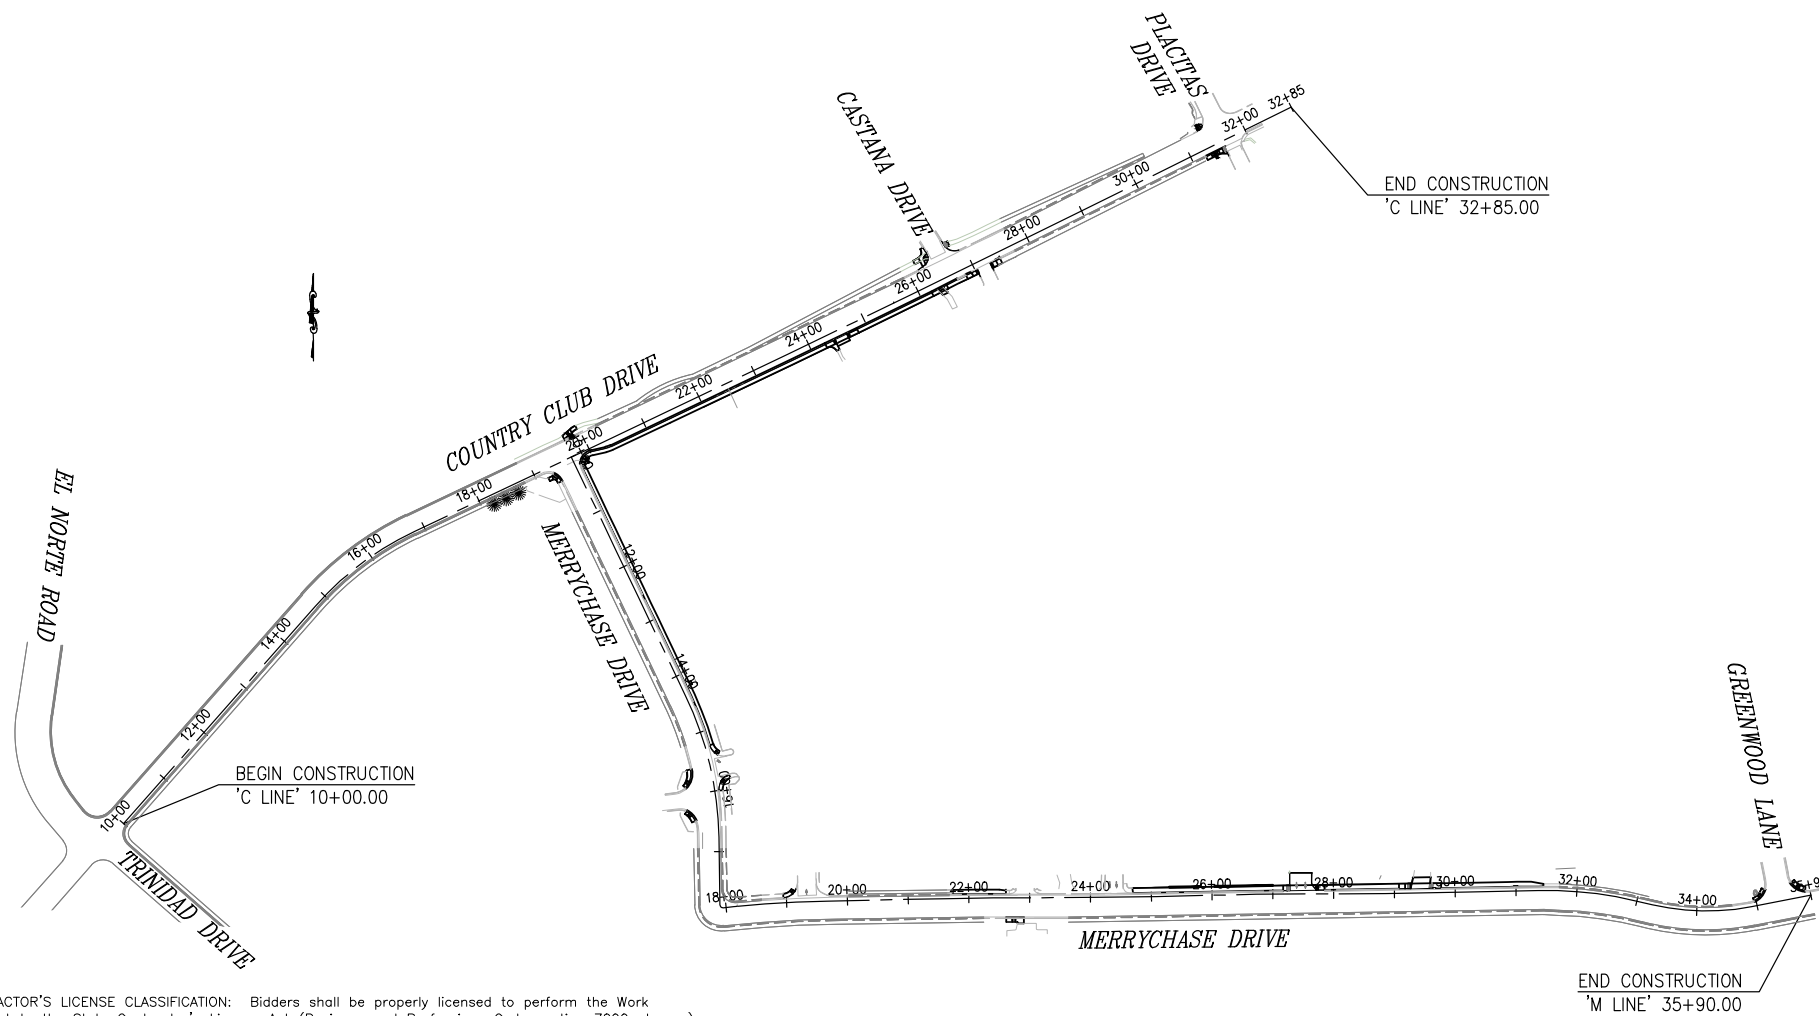 PLACITAS
DRIVE
32+85
32+00
CASTANA DRIVE
30+00
END CONSTRUCTION
'C LINE' 32+85.00
28+00
26+00
24+00
COUNTRY CLUB DRIVE
22+00
20+00
18+00
EL NORTE ROAD
16+00
MERRYCHASE DRIVE
12+00
14+00
14+00
12+00
GREENWOOD LANE
BEGIN CONSTRUCTION
'C LINE' 10+00.00
10+00
TRINIDAD DRIVE
18+00
20+00
22+00
24+00
26+00
28+00
30+00
32+00
34+00
MERRYCHASE DRIVE
END CONSTRUCTION
'M LINE' 35+90.00
ACTOR'S LICENSE CLASSIFICATION: Bidders shall be properly licensed to perform the Work